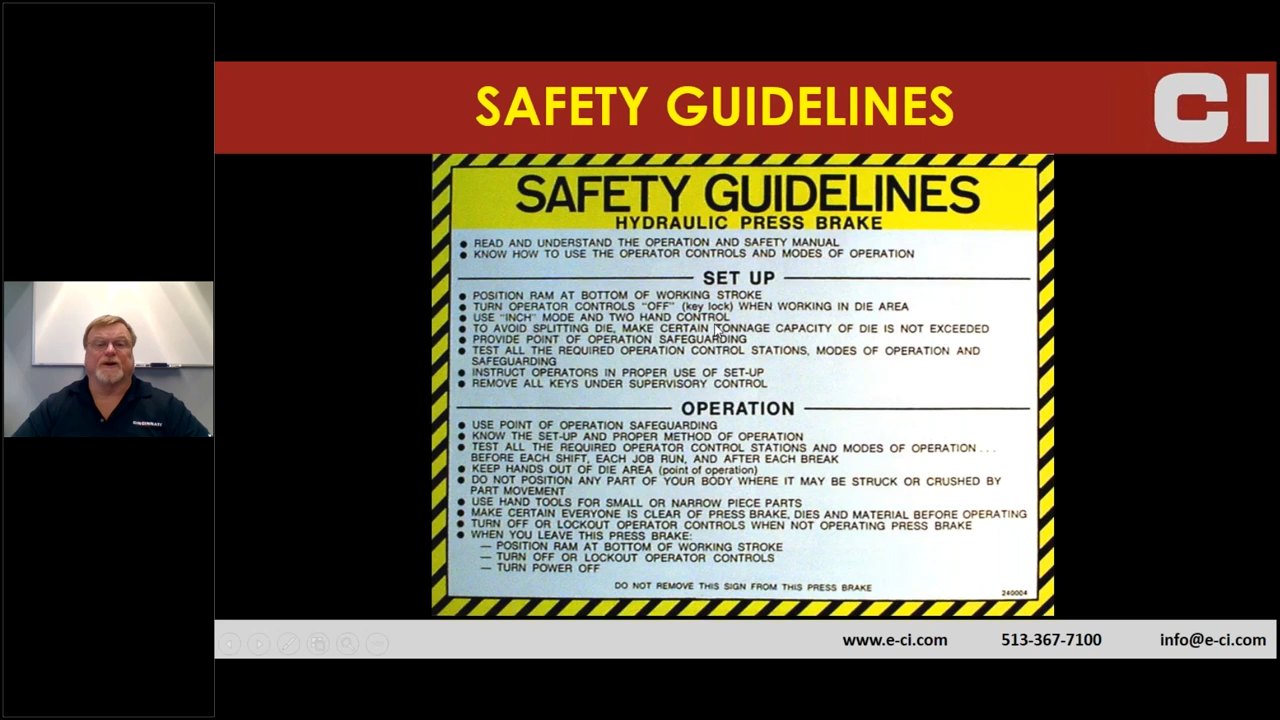 SAFETY GUIDELINES
CI
SAFETY GUIDELINES
HYDRAULIC PRESS BRAKE
● READ AND UNDERSTAND THE OPERATION AND SAFETY MANUAL
● KNOW HOW TO USE THE OPERATOR CONTROLS AND MODES OF OPERATION
SET UP
● POSITION RAM AT BOTTOM OF WORKING STROKE
● TURN OPERATOR CONTROLS "OFF" (key lock) WHEN WORKING IN DIE AREA
● USE "INCH" MODE AND TWO HAND CONTROL
● TO AVOID SPLITTING DIE, MAKE CERTAIN TONNAGE CAPACITY OF DIE IS NOT EXCEEDED
● PROVIDE POINT OF OPERATION SAFEGUARDING
● TEST ALL THE REQUIRED OPERATION CONTROL STATIONS, MODES OF OPERATION AND
SAFEGUARDING
● INSTRUCT OPERATORS IN PROPER USE OF SET-UP
● REMOVE ALL KEYS UNDER SUPERVISORY CONTROL
OPERATION
● USE POINT OF OPERATION SAFEGUARDING
● KNOW THE SET-UP AND PROPER METHOD OF OPERATION
● TEST ALL THE REQUIRED OPERATOR CONTROL STATIONS AND MODES OF OPERATION . . .
BEFORE EACH SHIFT, EACH JOB RUN, AND AFTER EACH BREAK
● KEEP HANDS OUT OF DIE AREA (point of operation)
● DO NOT POSITION ANY PART OF YOUR BODY WHERE IT MAY BE STRUCK OR CRUSHED BY
PART MOVEMENT
● USE HAND TOOLS FOR SMALL OR NARROW PIECE PARTS
● MAKE CERTAIN EVERYONE IS CLEAR OF PRESS BRAKE, DIES AND MATERIAL BEFORE OPERATING
● TURN OFF OR LOCKOUT OPERATOR CONTROLS WHEN NOT OPERATING PRESS BRAKE
● WHEN YOU LEAVE THIS PRESS BRAKE:
— POSITION RAM AT BOTTOM OF WORKING STROKE
— TURN OFF OR LOCKOUT OPERATOR CONTROLS
— TURN POWER OFF
DO NOT REMOVE THIS SIGN FROM THIS PRESS BRAKE
240004
CINCINNATI
www.e-ci.com 513-367-7100 info@e-ci.com